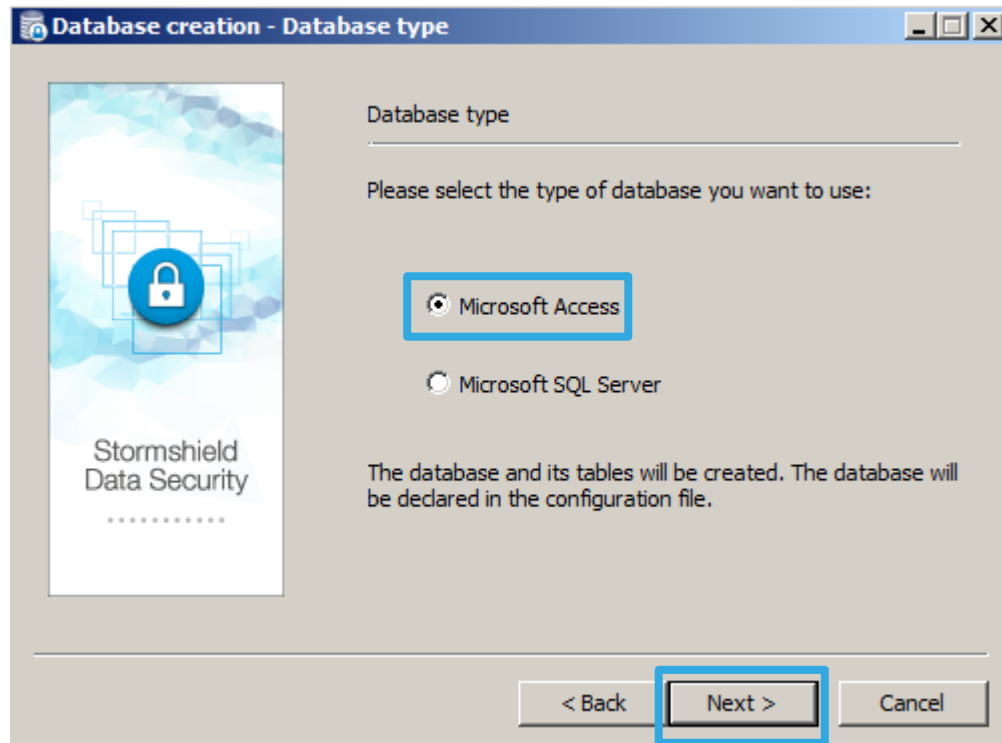 Database creation - Database type
Database type
Please select the type of database you want to use:
Microsoft Access
Microsoft SQL Server
Stormshield
Data Security
The database and its tables will be created. The database will
be declared in the configuration file.
< Back
Next >
Cancel